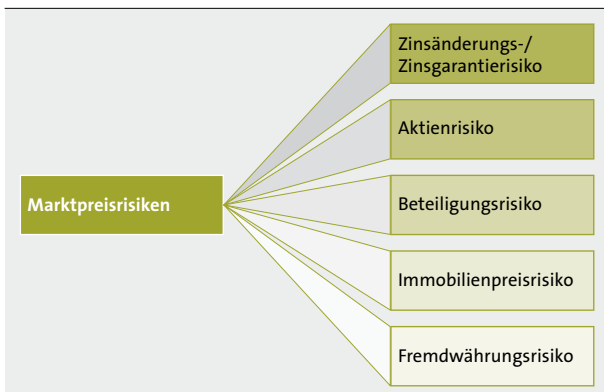 Marktpreisrisiken
Zinsänderungs-/
Zinsgarantierisiko
Aktienrisiko
Beteiligungsrisiko
Immobilienpreisrisiko
Fremdwährungsrisiko